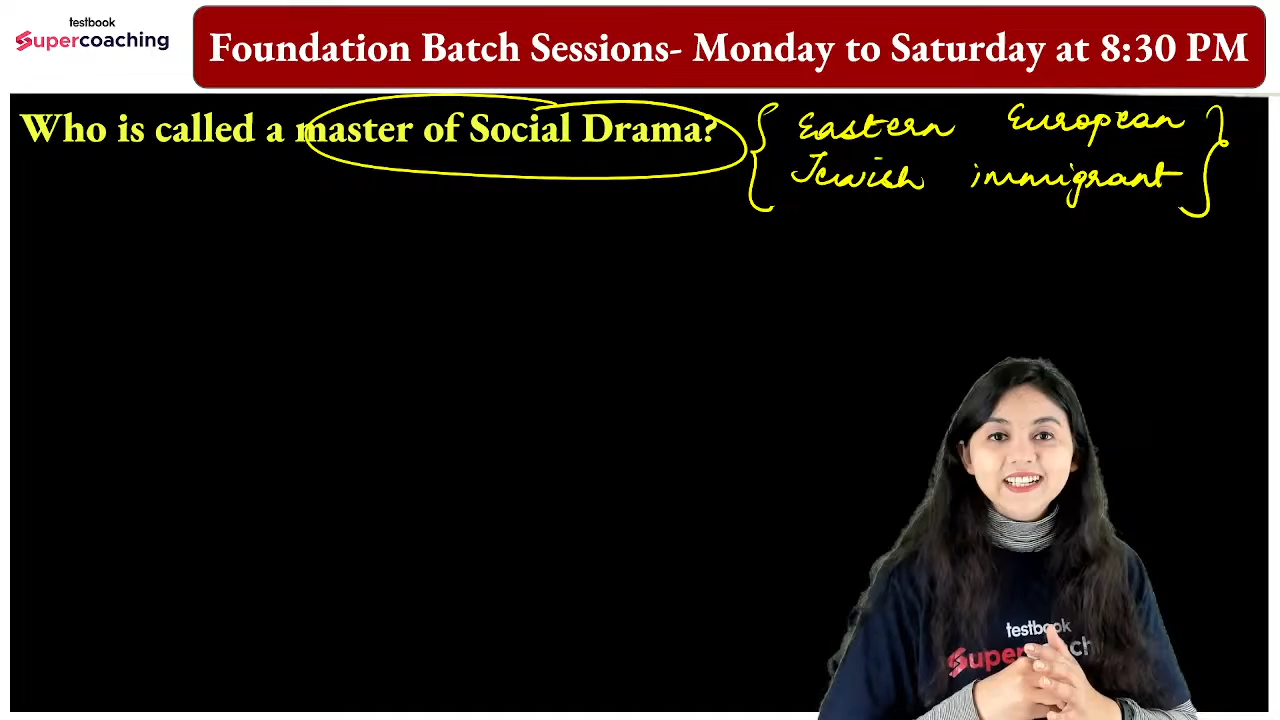 testbook
Supercoaching
Foundation Batch Sessions- Monday to Saturday at 8:30 PM
Who is called a master of Social Drama?
Eastern European
Jewish immigrant
testbook
Supercoachi